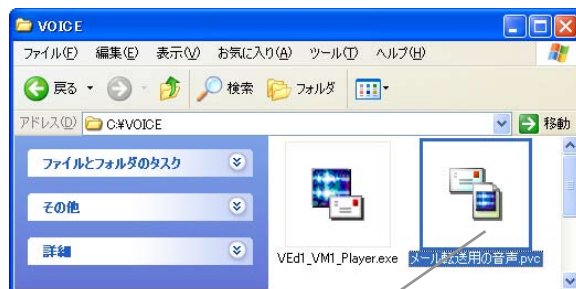 VOICE
ファイル(F) 編集(E) 表示(V) お気に入り(A) ツール(T) ヘルプ(H)
戻る 検索 フォルダ
アドレス(D) C:¥VOICE 移動
ファイルとフォルダのタスク
その他
詳細
VEd1_VM1_Player.exe メール転送用の音声.pvc